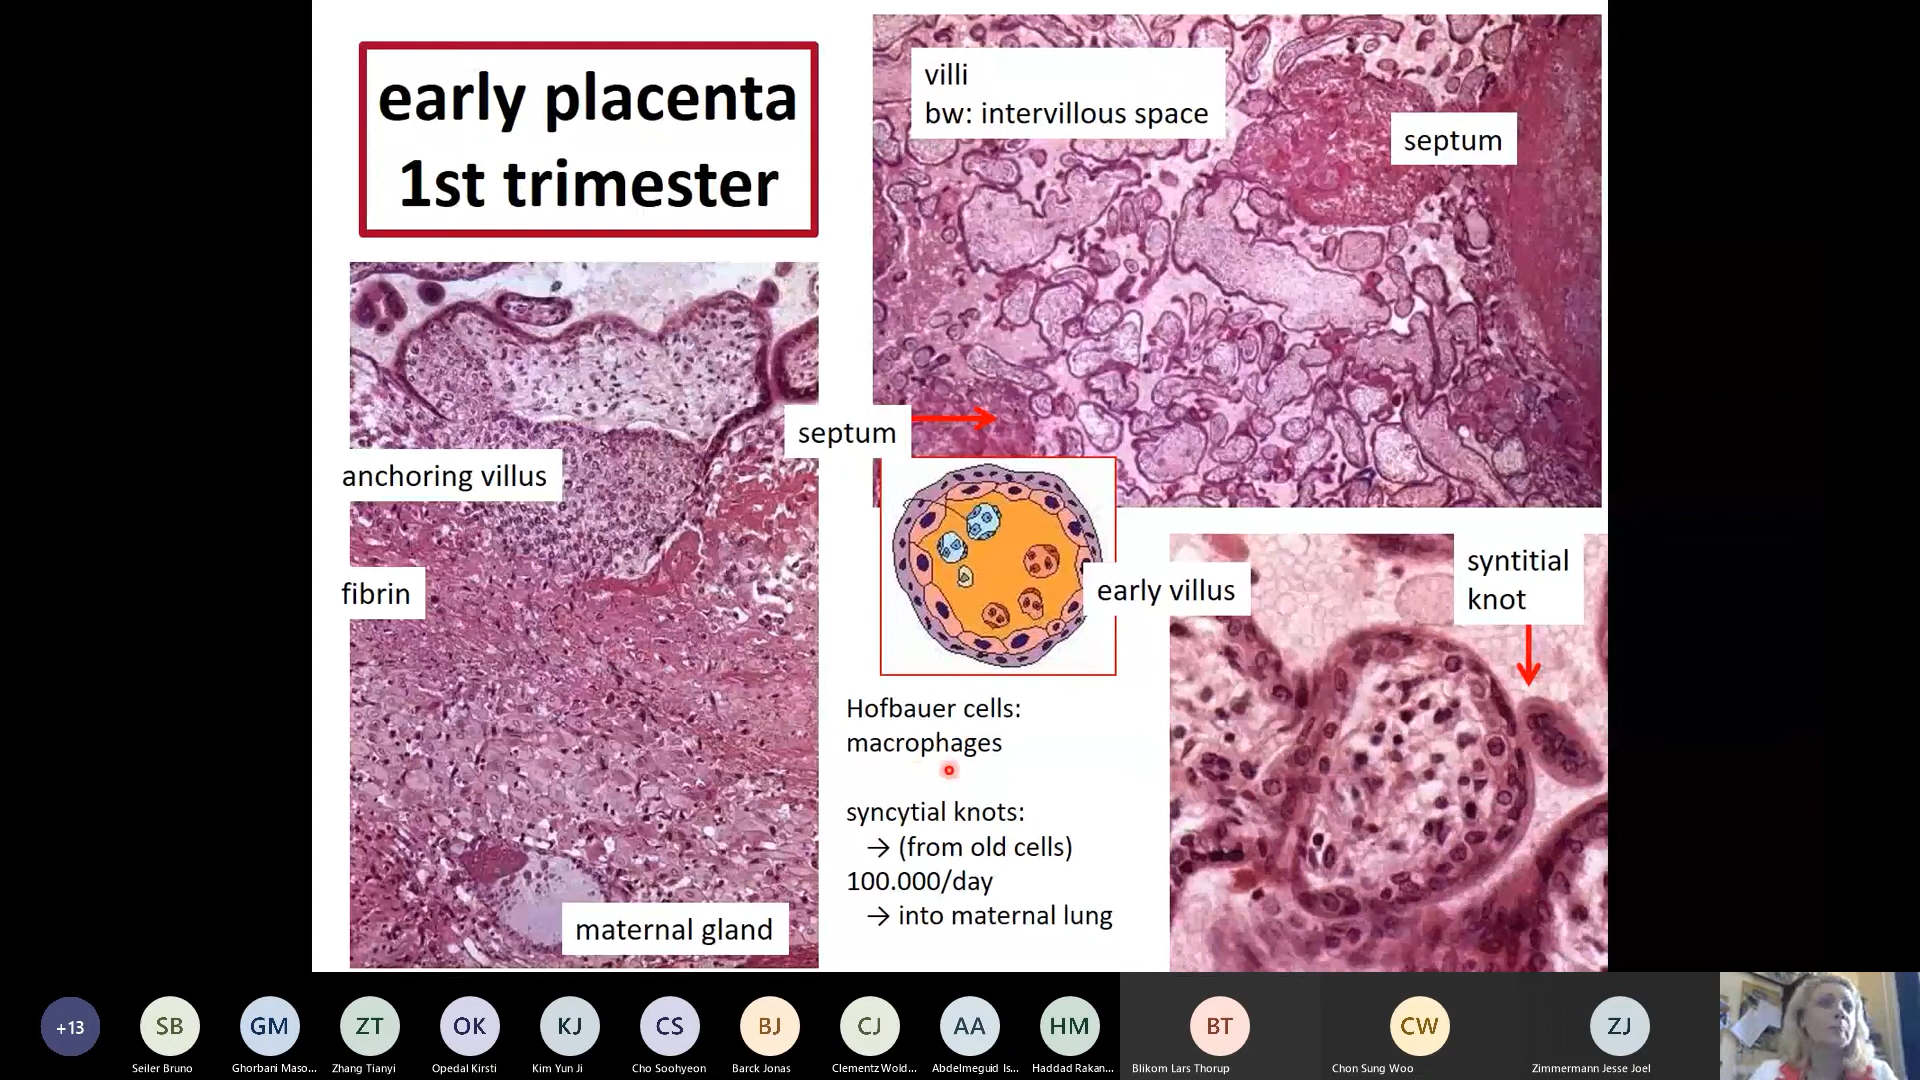 early placenta
1st trimester
villi
bw: intervillous space
septum
septum
anchoring villus
fibrin
maternal gland
early villus
syntitial
knot
Hofbauer cells:
macrophages
syncytial knots:
→ (from old cells)
100.000/day
→ into maternal lung
+13
SB
GM
ZT
OK
KJ
CS
BJ
CJ
AA
HM
BT
CW
ZJ
Seiler Bruno
Ghorbani Maso...
Zhang Tianyi
Opedal Kirsti
Kim Yun Ji
Cho Soohyeon
Barck Jonas
Clementz Wold...
Abdelmeguid Is...
Haddad Rakan...
Blikom Lars Thorup
Chon Sung Woo
Zimmermann Jesse Joel